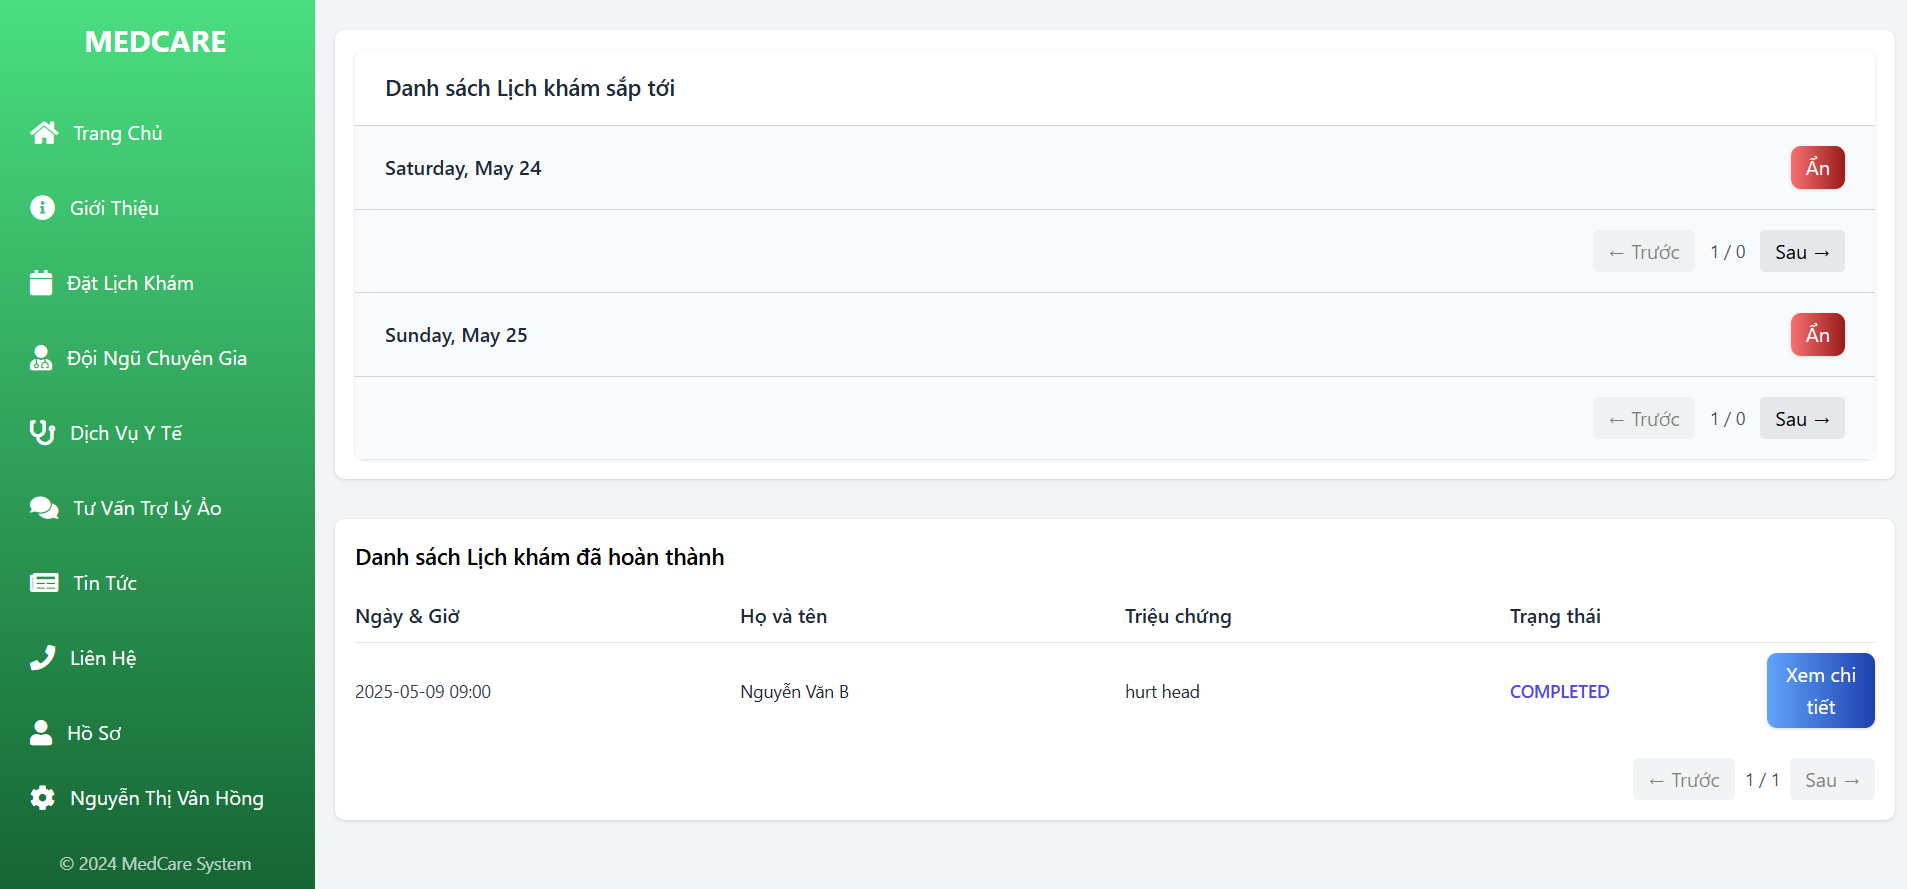 MEDCARE
Trang Chủ
Giới Thiệu
Đặt Lịch Khám
Đội Ngũ Chuyên Gia
Dịch Vụ Y Tế
Tư Vấn Trợ Lý Ảo
Tin Tức
Liên Hệ
Hồ Sơ
Nguyễn Thị Vân Hồng
© 2024 MedCare System
Danh sách Lịch khám sắp tới
Saturday, May 24 Ẩn
← Trước 1 / 0 Sau →
Sunday, May 25 Ẩn
← Trước 1 / 0 Sau →
Danh sách Lịch khám đã hoàn thành
Ngày & Giờ Họ và tên Triệu chứng Trạng thái
2025-05-09 09:00 Nguyễn Văn B hurt head COMPLETED Xem chi
tiết
← Trước 1 / 1 Sau →